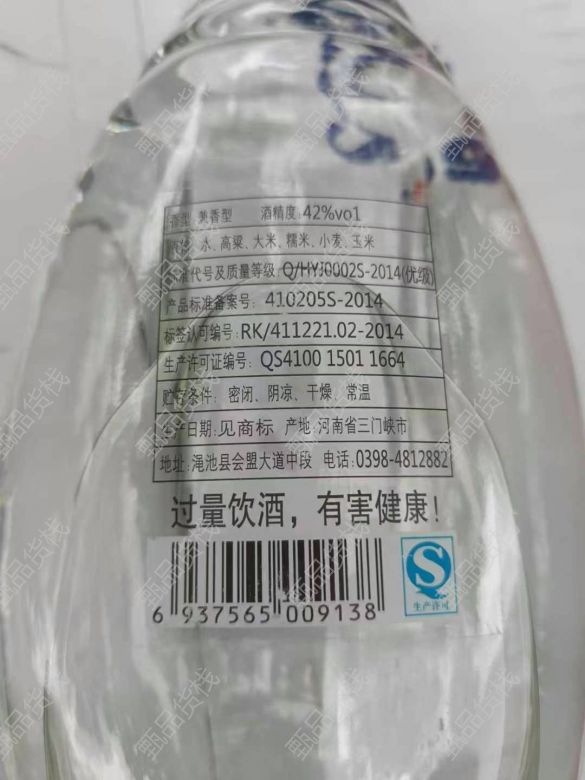 香型:兼香型 酒精度:42%vol
水、高粱、大米、糯米、小麦、玉米
标准代号及质量等级:Q/HYJ0002S-2014(优级)
产品标准备案号:410205S-2014
标签认可编号:RK/411221.02-2014
生产许可证编号:QS4100 1501 1664
贮存条件:密闭、阴凉、干燥、常温
生产日期:见商标 产地:河南省三门峡市
地址:渑池县会盟大道中段 电话:0398-4812882
过量饮酒，有害健康!
6 937565 009138
生产许可
甄品货栈